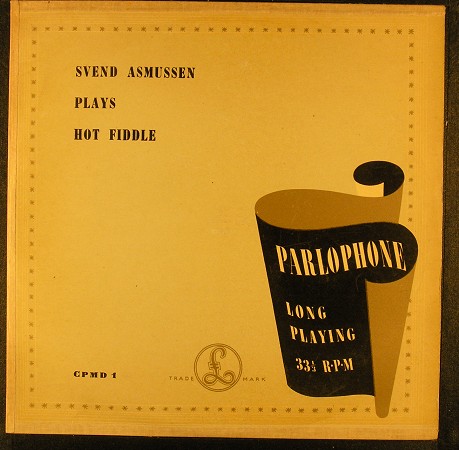 SVEND ASMUSSEN
PLAYS
HOT FIDDLE
PARLOPHONE
LONG
PLAYING
33⅓ R·P·M
CPMD 1
TRADE £ MARK